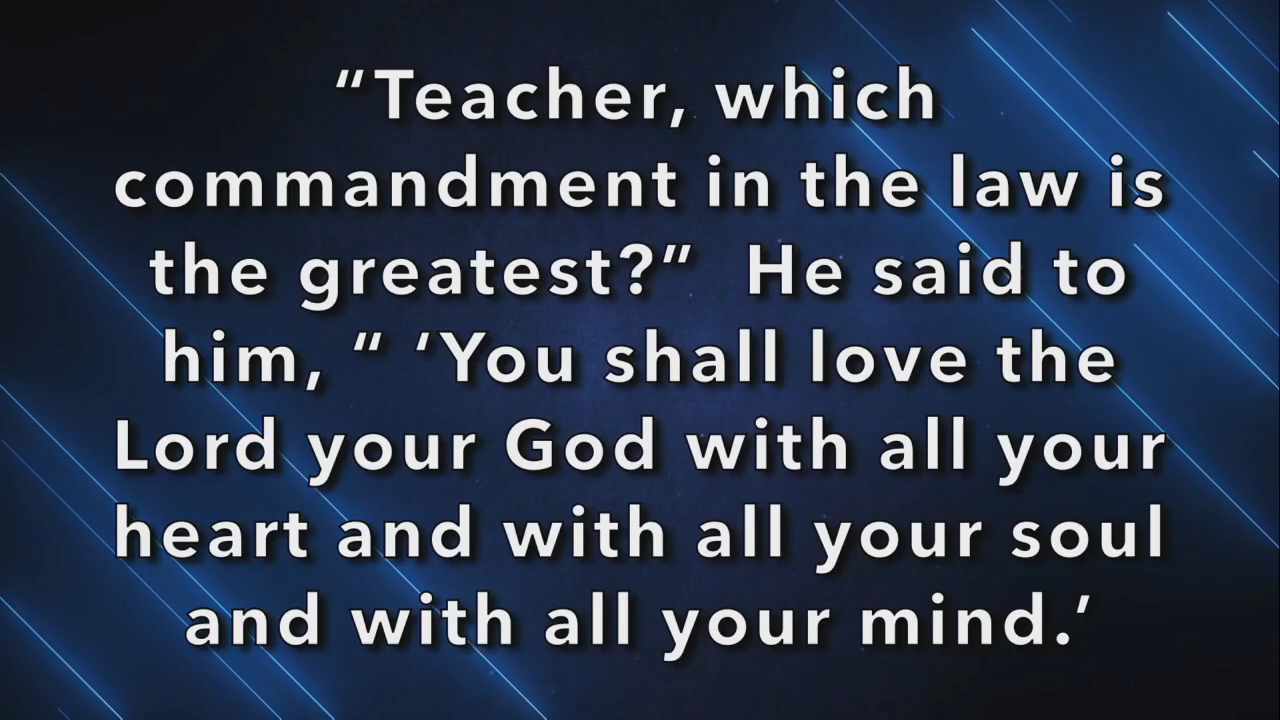 “Teacher, which
commandment in the law is
the greatest?” He said to
him, “ ‘You shall love the
Lord your God with all your
heart and with all your soul
and with all your mind.’